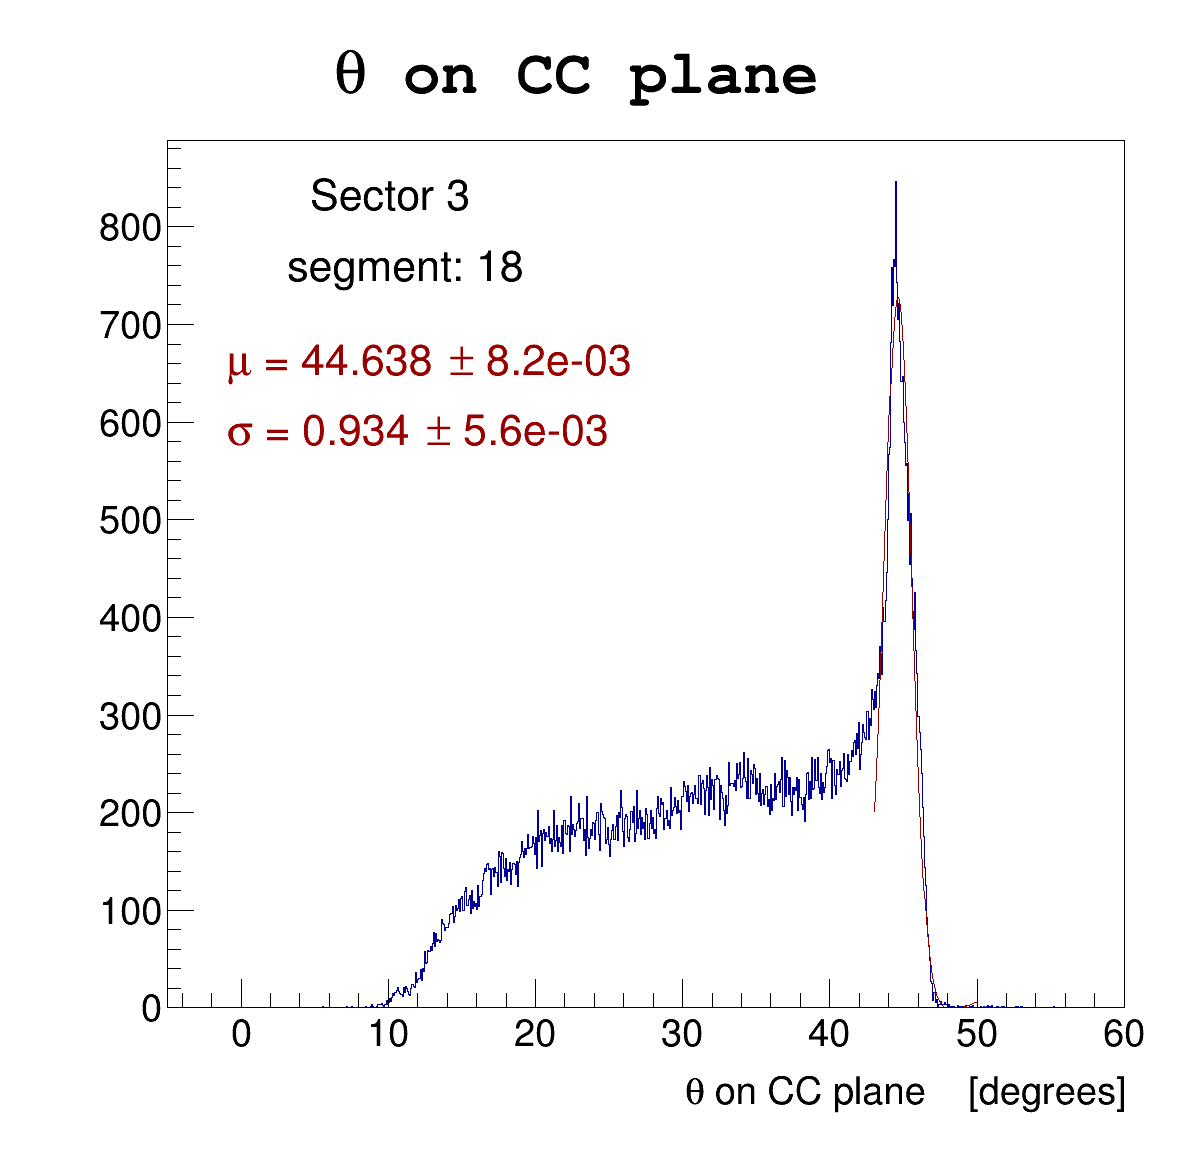 θ on CC plane
Sector 3
segment: 18
μ = 44.638 ± 8.2e-03
σ = 0.934 ± 5.6e-03
800
700
600
500
400
300
200
100
0
0 10 20 30 40 50 60
θ on CC plane [degrees]